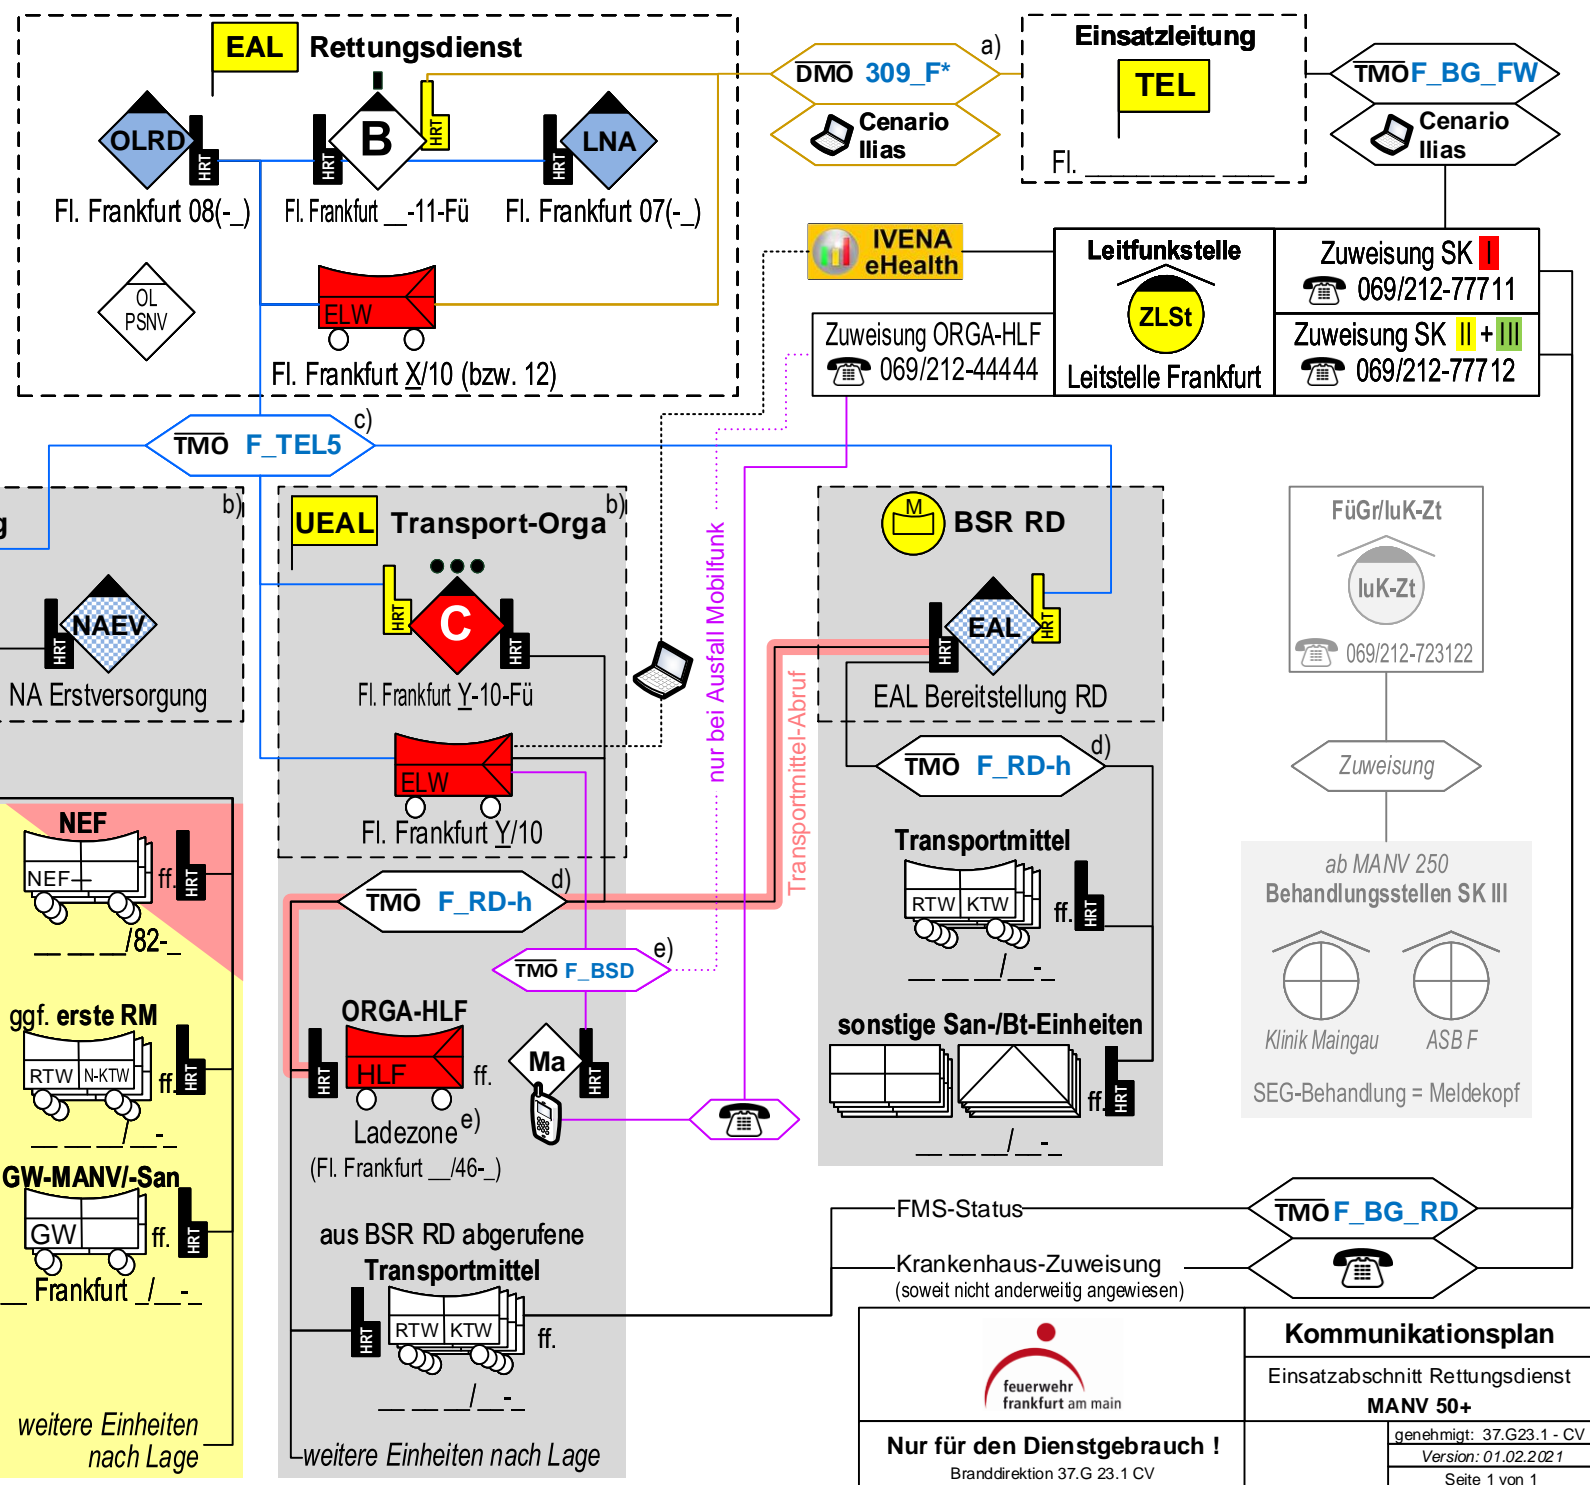 EAL Rettungsdienst
OLRD
HRT
B
HRT
HRT
LNA
HRT
Fl. Frankfurt 08(-_)
Fl. Frankfurt __-11-Fü
Fl. Frankfurt 07(-_)
OL
PSNV
ELW
Fl. Frankfurt X/10 (bzw. 12)
DMO 309_F*
a)
Cenario
Ilias
Einsatzleitung
TEL
Fl. __________ ____
TMO F_BG_FW
Cenario
Ilias
IVENA
eHealth
Leitfunkstelle
ZLSt
Leitstelle Frankfurt
Zuweisung SK I
069/212-77711
Zuweisung SK II + III
069/212-77712
Zuweisung ORGA-HLF
069/212-44444
TMO F_TEL5
c)
g
b)
NAEV
HRT
NA Erstversorgung
NEF
NEF
ff.
HRT
__ __ __/82-_
ggf. erste RM
RTW N-KTW
ff.
HRT
__ __ __/__-_
GW-MANV/-San
GW
ff.
HRT
__ Frankfurt _/__-_
weitere Einheiten
nach Lage
UEAL Transport-Orga
b)
HRT
C
HRT
Fl. Frankfurt Y-10-Fü
ELW
Fl. Frankfurt Y/10
TMO F_RD-h
d)
TMO F_BSD
e)
nur bei Ausfall Mobilfunk
Transportmittel-Abruf
ORGA-HLF
HRT
HLF
ff.
Ma
HRT
Ladezone e)
(Fl. Frankfurt __/46-_)
aus BSR RD abgerufene
Transportmittel
HRT
RTW KTW
ff.
__ __ __/__-_
weitere Einheiten nach Lage
M
BSR RD
HRT
EAL
HRT
EAL Bereitstellung RD
TMO F_RD-h
d)
Transportmittel
RTW KTW
ff.
HRT
__ __ __/__-_
sonstige San-/Bt-Einheiten
ff.
HRT
__ __ __/__-_
FüGr/IuK-Zt
IuK-Zt
069/212-723122
Zuweisung
ab MANV 250
Behandlungsstellen SK III
Klinik Maingau
ASB F
SEG-Behandlung = Meldekopf
FMS-Status
TMO F_BG_RD
Krankenhaus-Zuweisung
(soweit nicht anderweitig angewiesen)
feuerwehr
frankfurt am main
Kommunikationsplan
Einsatzabschnitt Rettungsdienst
MANV 50+
Nur für den Dienstgebrauch !
Branddirektion 37.G 23.1 CV
genehmigt: 37.G23.1 - CV
Version: 01.02.2021
Seite 1 von 1